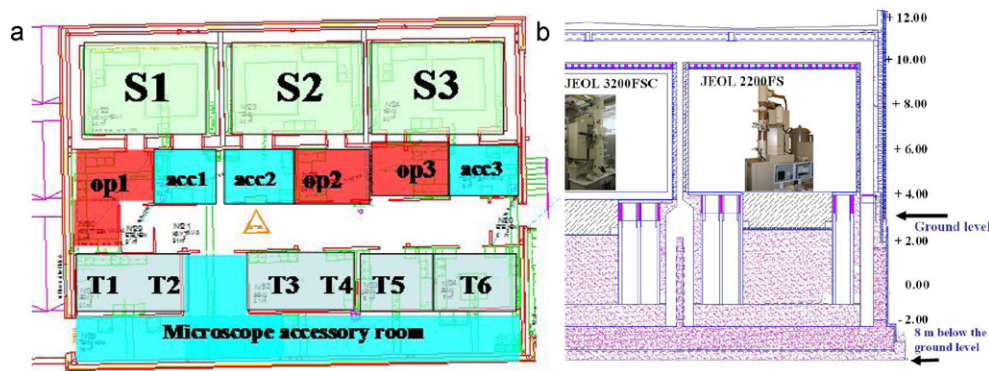 a
S1
S2
S3
op1
acc1
acc2
op2
op3
acc3
T1
T2
T3
T4
T5
T6
Microscope accessory room
b
JEOL 3200FSC
JEOL 2200FS
+ 12.00
+ 10.00
+ 8.00
+ 6.00
+ 4.00
Ground level
+ 2.00
0.00
- 2.00
8 m below the
ground level